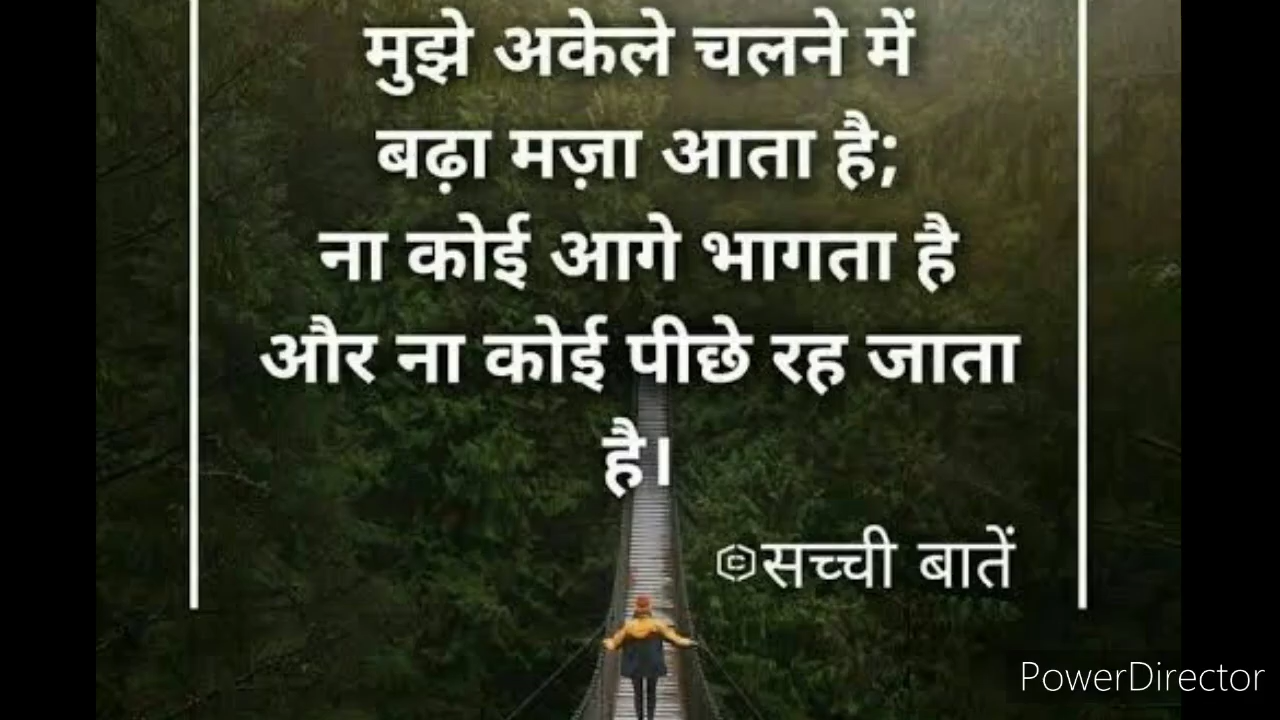 मुझे अकेले चलने में
बढ़ा मज़ा आता है;
ना कोई आगे भागता है
और ना कोई पीछे रह जाता
है।
©सच्ची बातें
PowerDirector